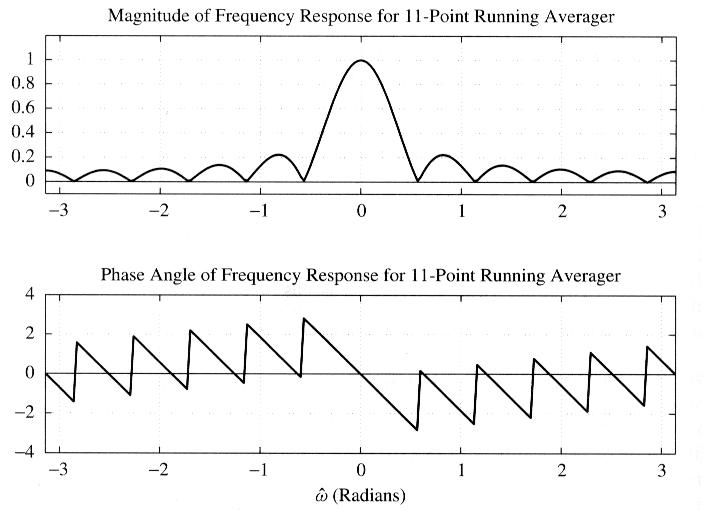 Magnitude of Frequency Response for 11-Point Running Averager
1
0.8
0.6
0.4
0.2
0
−3 −2 −1 0 1 2 3
Phase Angle of Frequency Response for 11-Point Running Averager
4
2
0
−2
−4
−3 −2 −1 0 1 2 3
ω̂ (Radians)